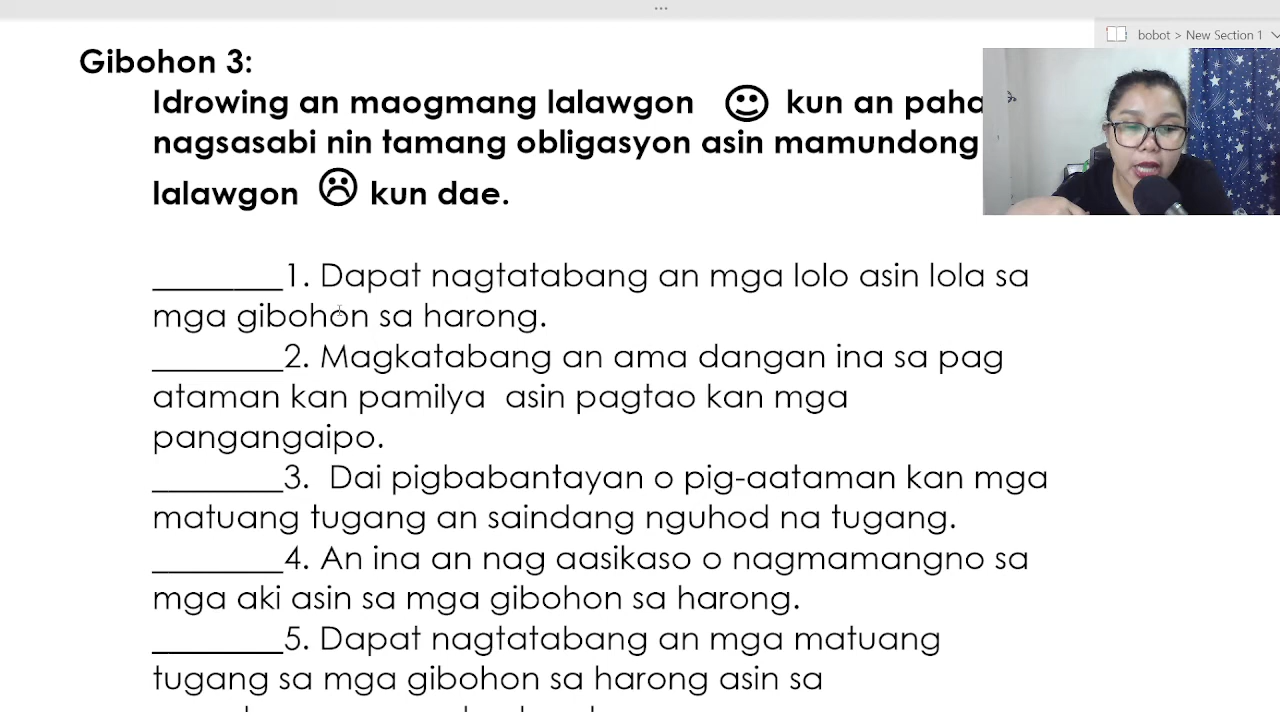 bobot > New Section 1
Gibohon 3:
Idrowing an maogmang lalawgon kun an
nagsasabi nin tamang obligasyon asin mamundong
lalawgon kun dae.
________1. Dapat nagtatabang an mga lolo asin lola sa
mga gibohon sa harong.
________2. Magkatabang an ama dangan ina sa pag
ataman kan pamilya asin pagtao kan mga
pangangaipo.
________3. Dai pigbabantayan o pig-aataman kan mga
matuang tugang an saindang nguhod na tugang.
________4. An ina an nag aasikaso o nagmamangno sa
mga aki asin sa mga gibohon sa harong.
________5. Dapat nagtatabang an mga matuang
tugang sa mga gibohon sa harong asin sa